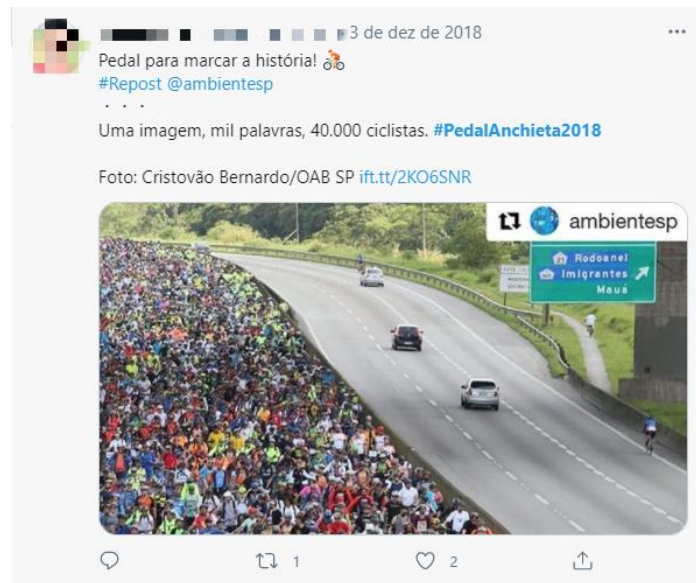 3 de dez de 2018
Pedal para marcar a história!
#Repost @ambientesp
· · ·
Uma imagem, mil palavras, 40.000 ciclistas. #PedalAnchieta2018
Foto: Cristovão Bernardo/OAB SP ift.tt/2KO6SNR
ambientesp
Rodoanel
Imigrantes
Mauá
1
2